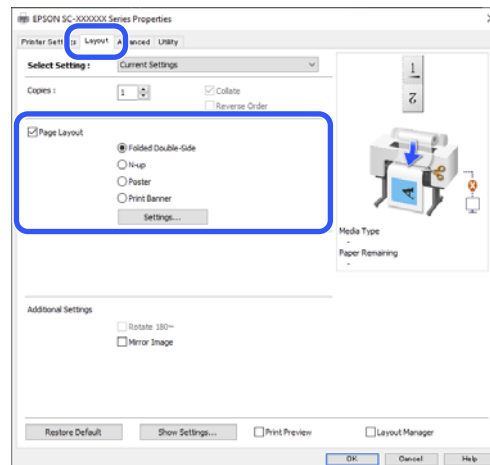 EPSON SC-XXXXXX Series Properties
Layout Advanced Utility
Select Setting : Current Settings
Copies : 1 Collate
Reverse Order
Page Layout
Folded Double-Side
N-up
Poster
Print Banner
Settings...
1
2
Media Type
-
Paper Remaining
-
Additional Settings
Rotate 180°
Mirror Image
Restore Default Show Settings... Print Preview Layout Manager
OK Cancel Help